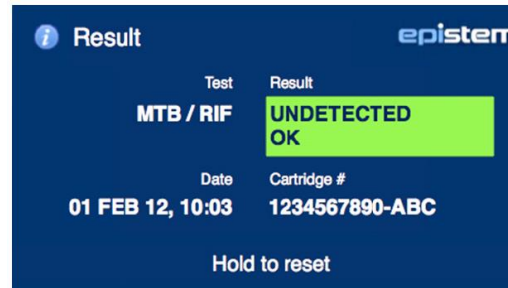 Result
epistem
Test Result
MTB / RIF UNDETECTED
OK
Date Cartridge #
01 FEB 12, 10:03 1234567890-ABC
Hold to reset